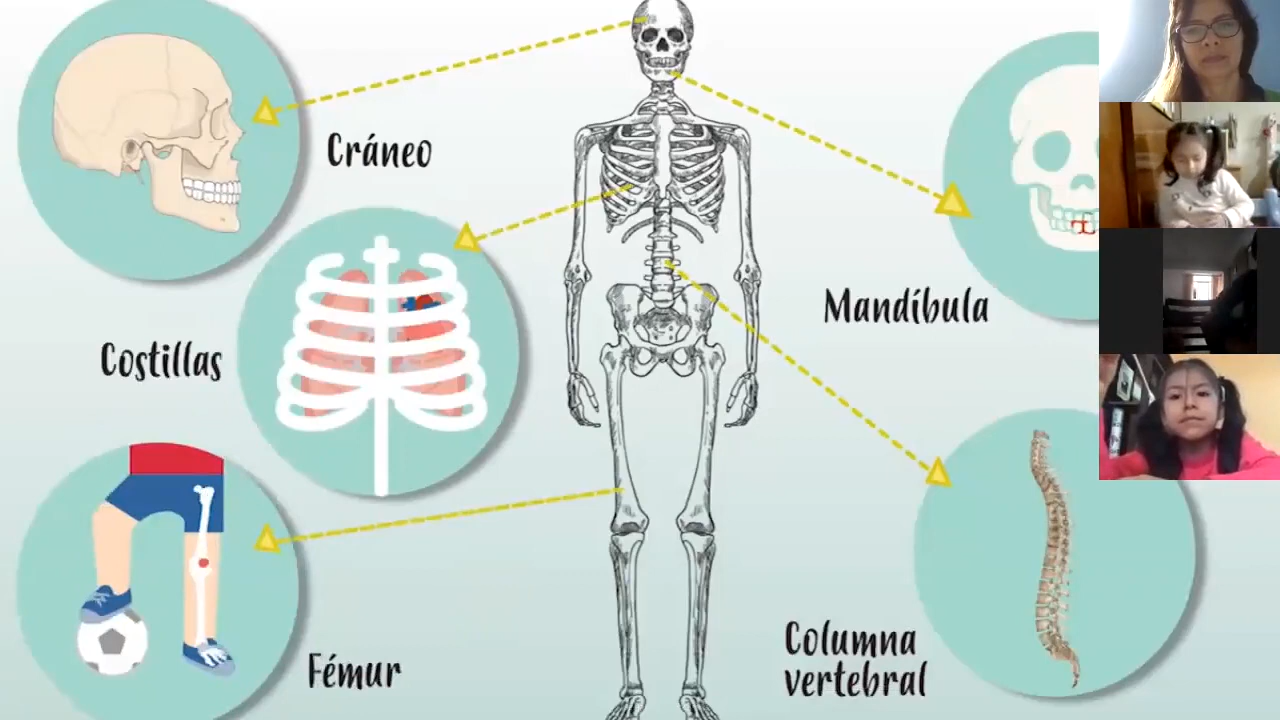 Cráneo
Costillas
Fémur
Mandíbula
Columna
vertebral